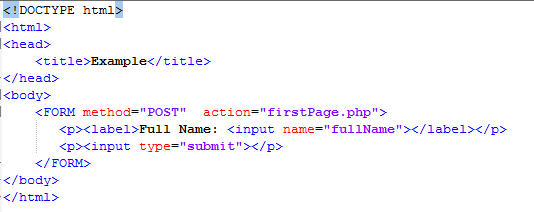 <!DOCTYPE html>
<html>
<head>
    <title>Example</title>
</head>
<body>
    <FORM method="POST"  action="firstPage.php">
        <p><label>Full Name: <input name="fullName"></label></p>
        <p><input type="submit"></p>
    </FORM>
</body>
</html>